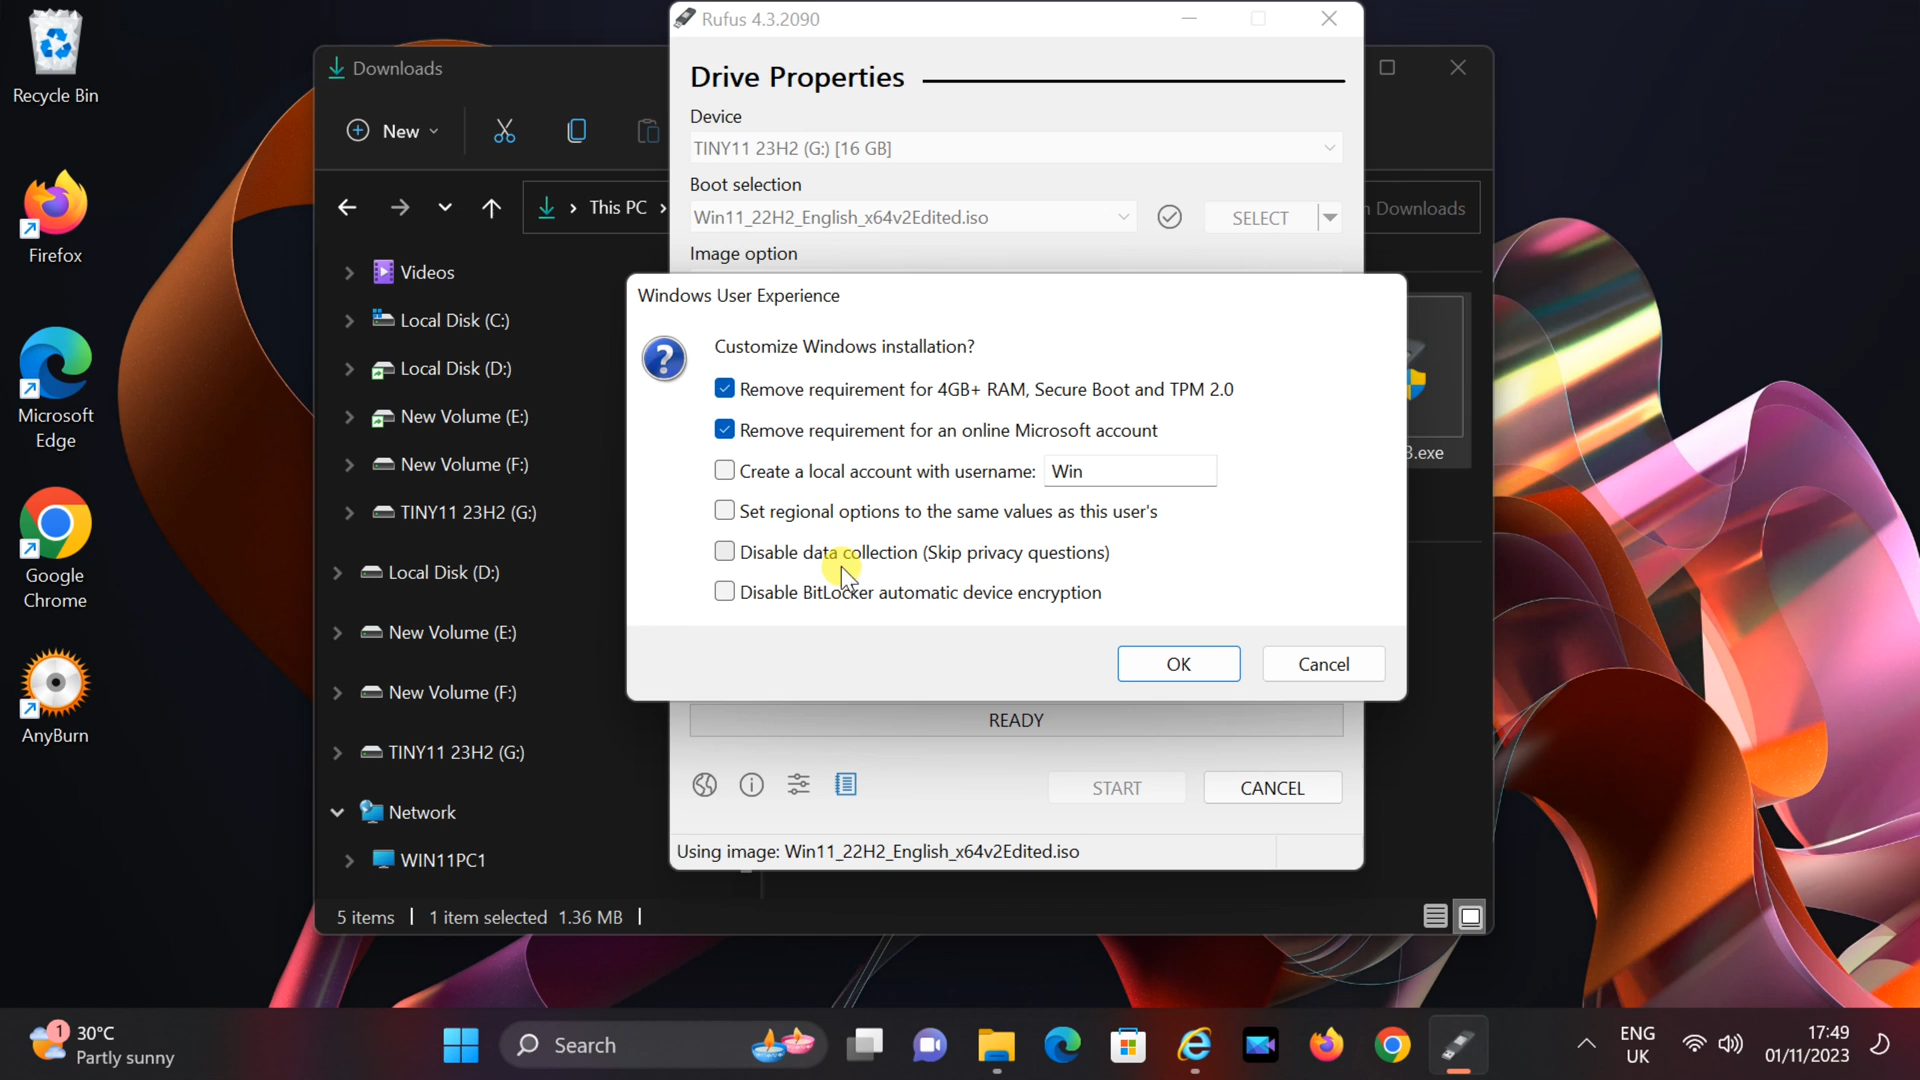 Recycle Bin
Firefox
Microsoft
Edge
Google
Chrome
AnyBurn
Downloads
New
This PC
Downloads
Videos
Local Disk (C:)
Local Disk (D:)
New Volume (E:)
New Volume (F:)
TINY11 23H2 (G:)
Local Disk (D:)
New Volume (E:)
New Volume (F:)
TINY11 23H2 (G:)
Network
WIN11PC1
5 items
1 item selected 1.36 MB
3.exe
Rufus 4.3.2090
Drive Properties
Device
TINY11 23H2 (G:) [16 GB]
Boot selection
Win11_22H2_English_x64v2Edited.iso
SELECT
Image option
Windows User Experience
Customize Windows installation?
Remove requirement for 4GB+ RAM, Secure Boot and TPM 2.0
Remove requirement for an online Microsoft account
Create a local account with username: Win
Set regional options to the same values as this user's
Disable data collection (Skip privacy questions)
Disable BitLocker automatic device encryption
OK
Cancel
READY
START
CANCEL
Using image: Win11_22H2_English_x64v2Edited.iso
1
30°C
Partly sunny
Search
ENG
UK
17:49
01/11/2023